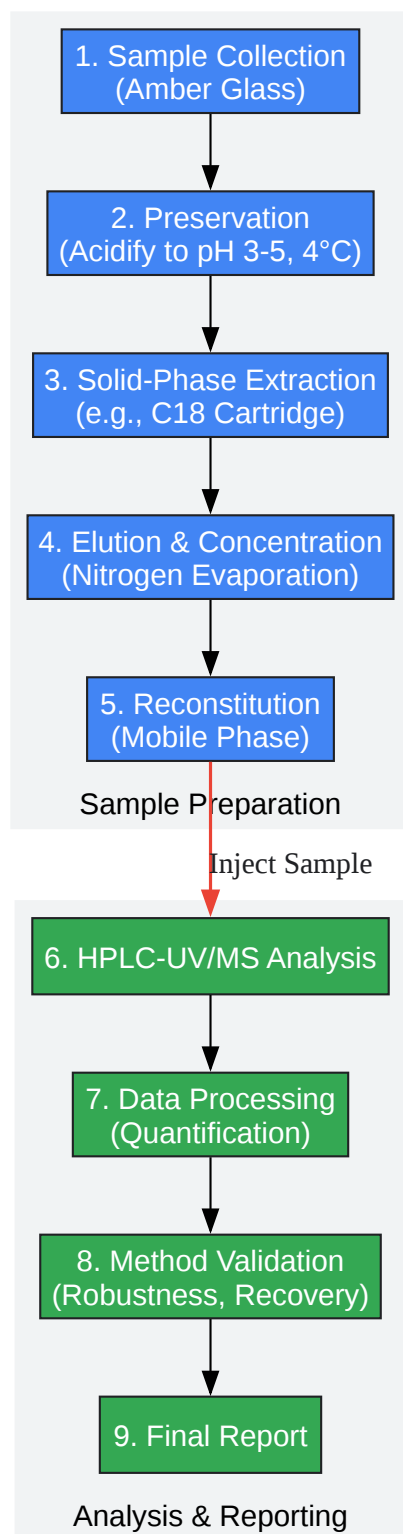 1. Sample Collection
(Amber Glass)
2. Preservation
(Acidify to pH 3-5, 4°C)
3. Solid-Phase Extraction
(e.g., C18 Cartridge)
4. Elution & Concentration
(Nitrogen Evaporation)
5. Reconstitution
(Mobile Phase)
Sample Preparation
Inject Sample
6. HPLC-UV/MS Analysis
7. Data Processing
(Quantification)
8. Method Validation
(Robustness, Recovery)
9. Final Report
Analysis & Reporting